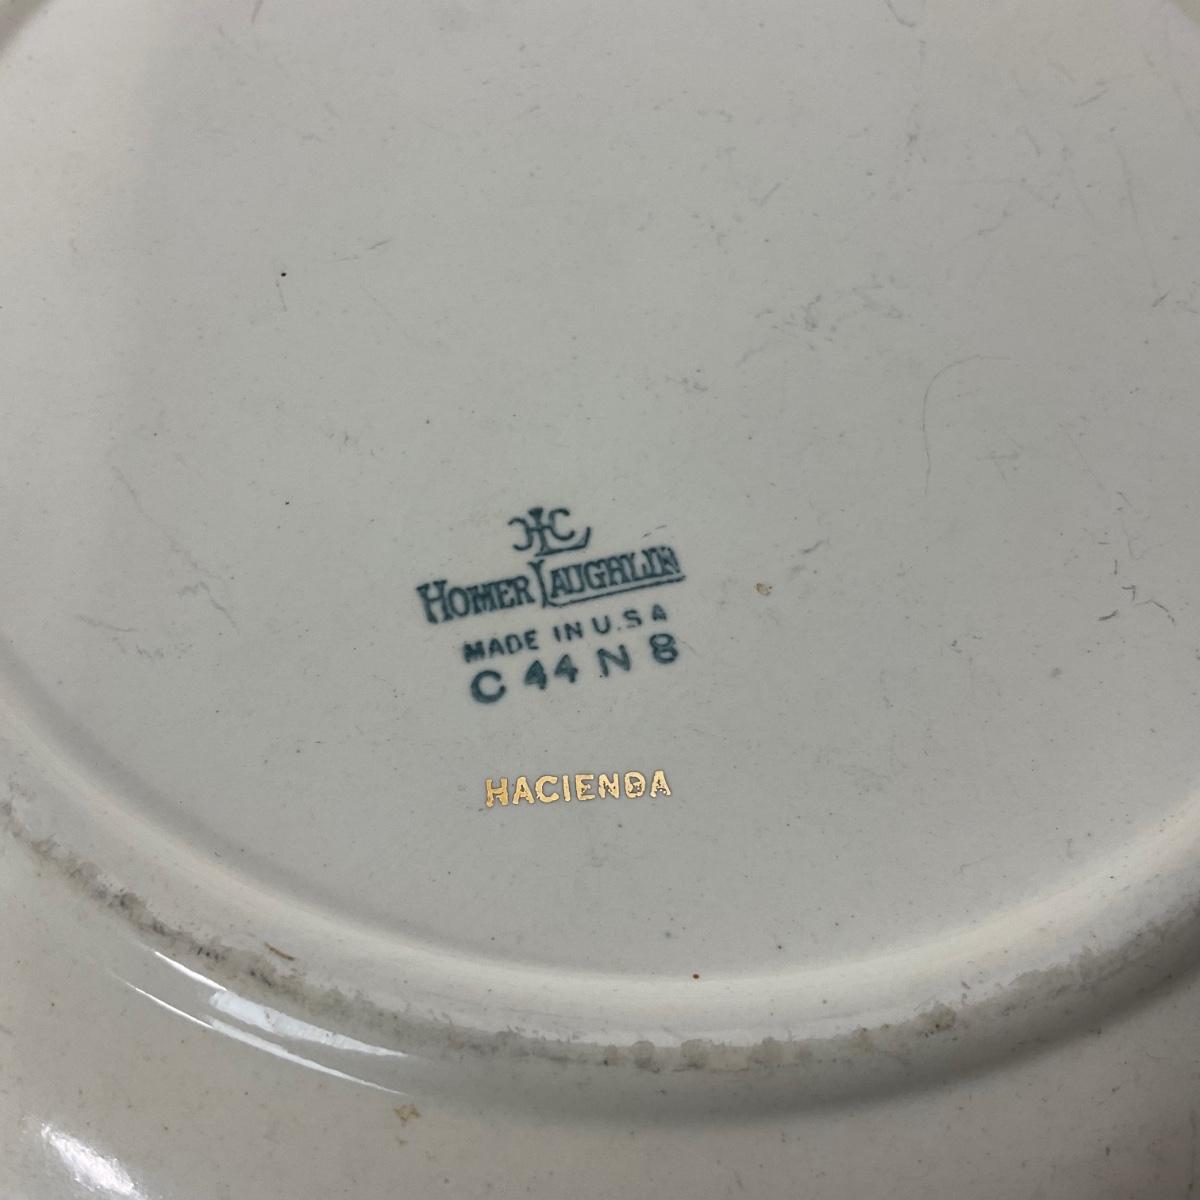 HLC
HOMER LAUGHLIN
MADE IN U.S.A
C 44 N 8
HACIENDA